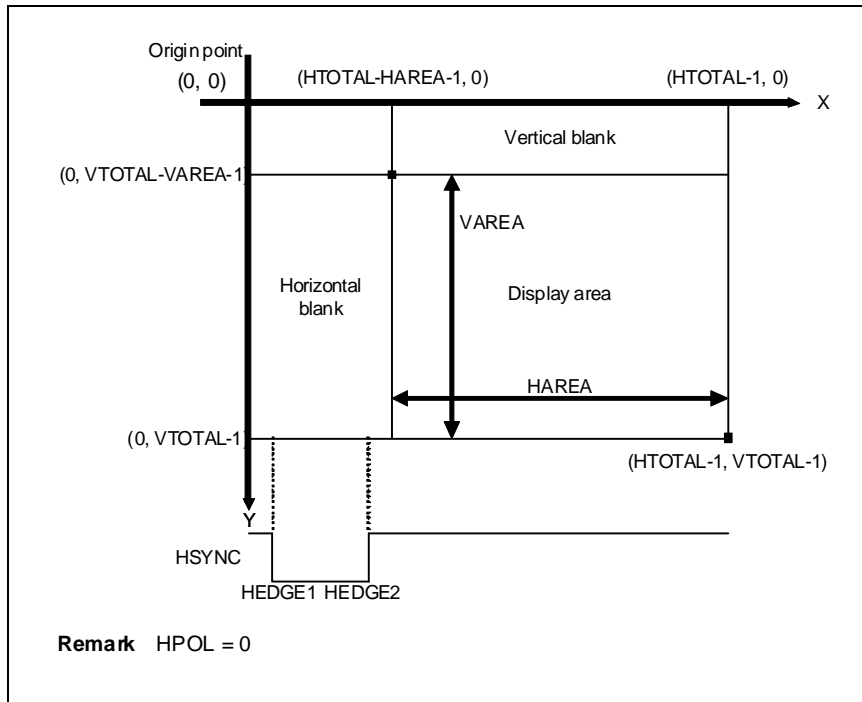 Origin point
(0, 0)
(HTOTAL-HAREA-1, 0)
(HTOTAL-1, 0)
X
Vertical blank
(0, VTOTAL-VAREA-1)
VAREA
Horizontal
blank
Display area
HAREA
(0, VTOTAL-1)
(HTOTAL-1, VTOTAL-1)
Y
HSYNC
HEDGE1 HEDGE2
Remark HPOL = 0